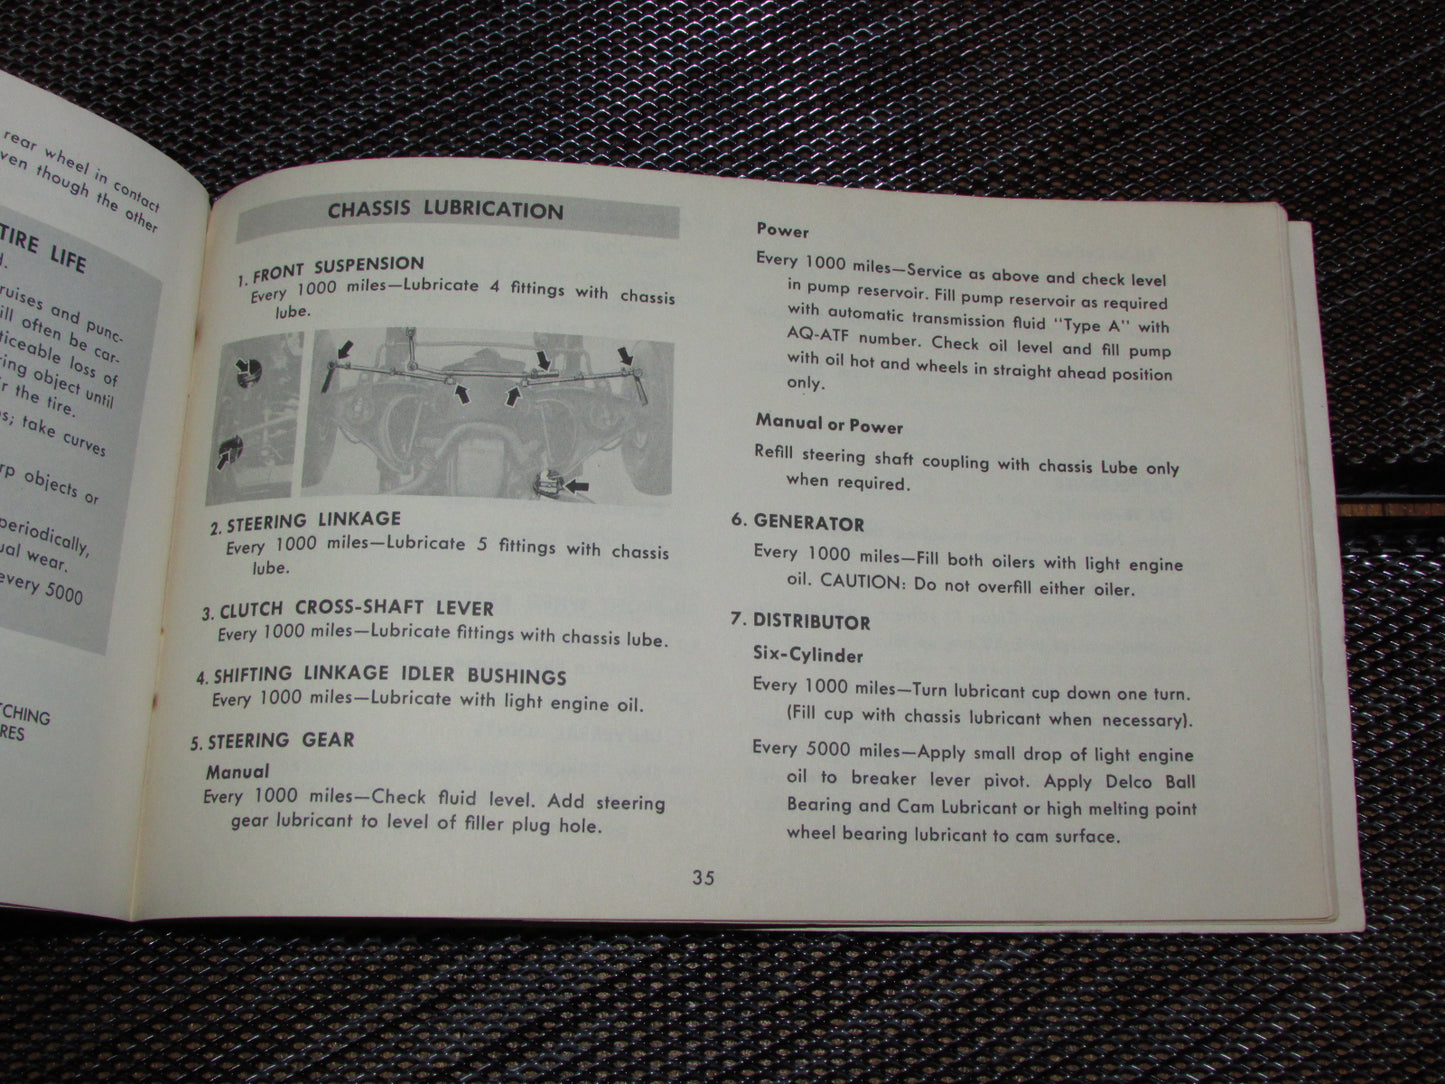 rear wheel in contact
ven though the other
TIRE LIFE
d.
ruises and punc-
ill often be car-
ticeable loss of
ring object until
r the tire.
s; take curves
rp objects or
periodically,
ual wear.
every 5000
TCHING
RES
CHASSIS LUBRICATION
1. FRONT SUSPENSION
Every 1000 miles—Lubricate 4 fittings with chassis
lube.
2. STEERING LINKAGE
Every 1000 miles—Lubricate 5 fittings with chassis
lube.
3. CLUTCH CROSS-SHAFT LEVER
Every 1000 miles—Lubricate fittings with chassis lube.
4. SHIFTING LINKAGE IDLER BUSHINGS
Every 1000 miles—Lubricate with light engine oil.
5. STEERING GEAR
Manual
Every 1000 miles—Check fluid level. Add steering
gear lubricant to level of filler plug hole.
Power
Every 1000 miles—Service as above and check level
in pump reservoir. Fill pump reservoir as required
with automatic transmission fluid "Type A" with
AQ-ATF number. Check oil level and fill pump
with oil hot and wheels in straight ahead position
only.
Manual or Power
Refill steering shaft coupling with chassis Lube only
when required.
6. GENERATOR
Every 1000 miles—Fill both oilers with light engine
oil. CAUTION: Do not overfill either oiler.
7. DISTRIBUTOR
Six-Cylinder
Every 1000 miles—Turn lubricant cup down one turn.
(Fill cup with chassis lubricant when necessary).
Every 5000 miles—Apply small drop of light engine
oil to breaker lever pivot. Apply Delco Ball
Bearing and Cam Lubricant or high melting point
wheel bearing lubricant to cam surface.
35